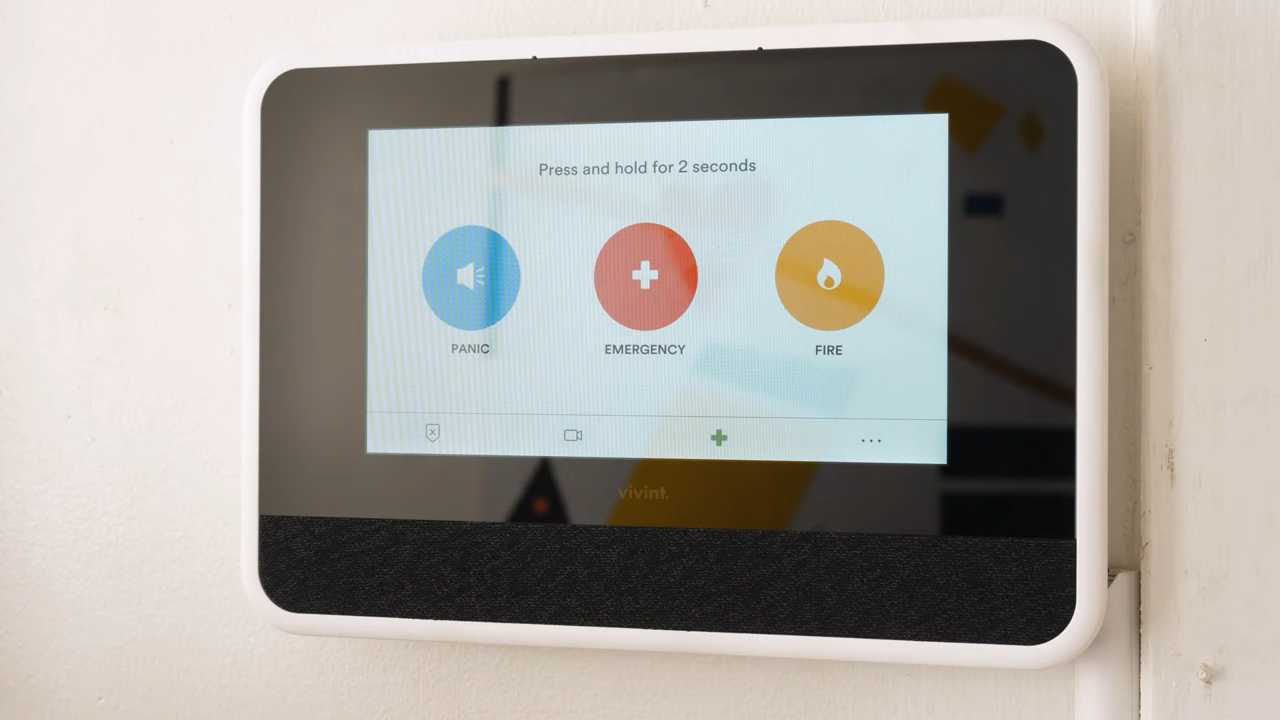 Press and hold for 2 seconds
PANIC
EMERGENCY
FIRE
vivint.